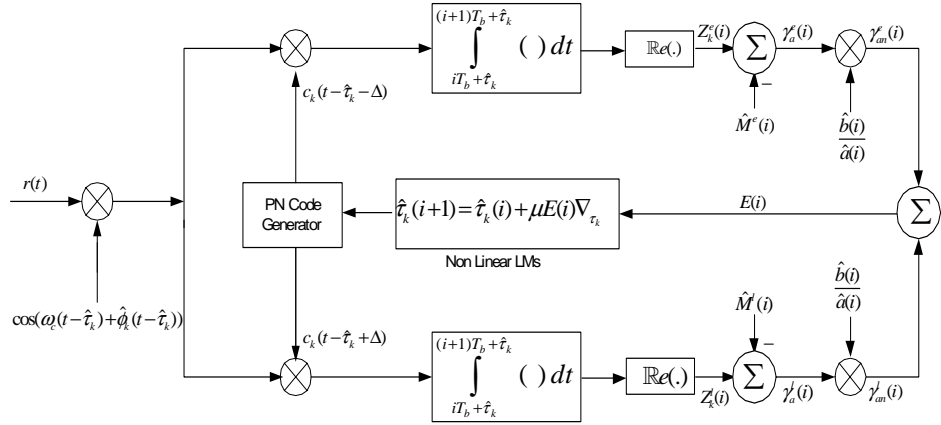 r(t)
cos(ω_c(t−τ̂_k)+φ̂_k(t−τ̂_k))
c_k(t−τ̂_k−Δ)
(i+1)T_b+τ̂_k
∫ ( ) dt
iT_b+τ̂_k
ℝe(.)
Z_k^e(i)
Σ
−
M̂^e(i)
γ_a^e(i)
b̂(i)
â(i)
γ_an^e(i)
PN Code
Generator
τ̂_k(i+1)=τ̂_k(i)+μE(i)∇_τ_k
Non Linear LMs
E(i)
Σ
c_k(t−τ̂_k+Δ)
(i+1)T_b+τ̂_k
∫ ( ) dt
iT_b+τ̂_k
ℝe(.)
Z_k^l(i)
M̂^l(i)
−
Σ
γ_a^l(i)
b̂(i)
â(i)
γ_an^l(i)